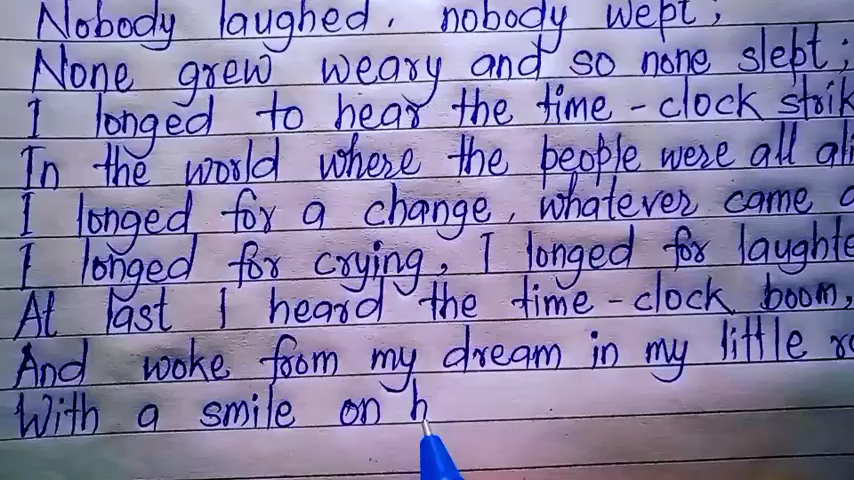 Nobody laughed. nobody wept;
None grew weary and so none slept;
I longed to hear the time - clock strik
In the world where the people were all ali
I longed for a change, whatever came a
I longed for crying, I longed for laughte
At last I heard the time - clock boom,
And woke from my dream in my little ro
With a smile on h